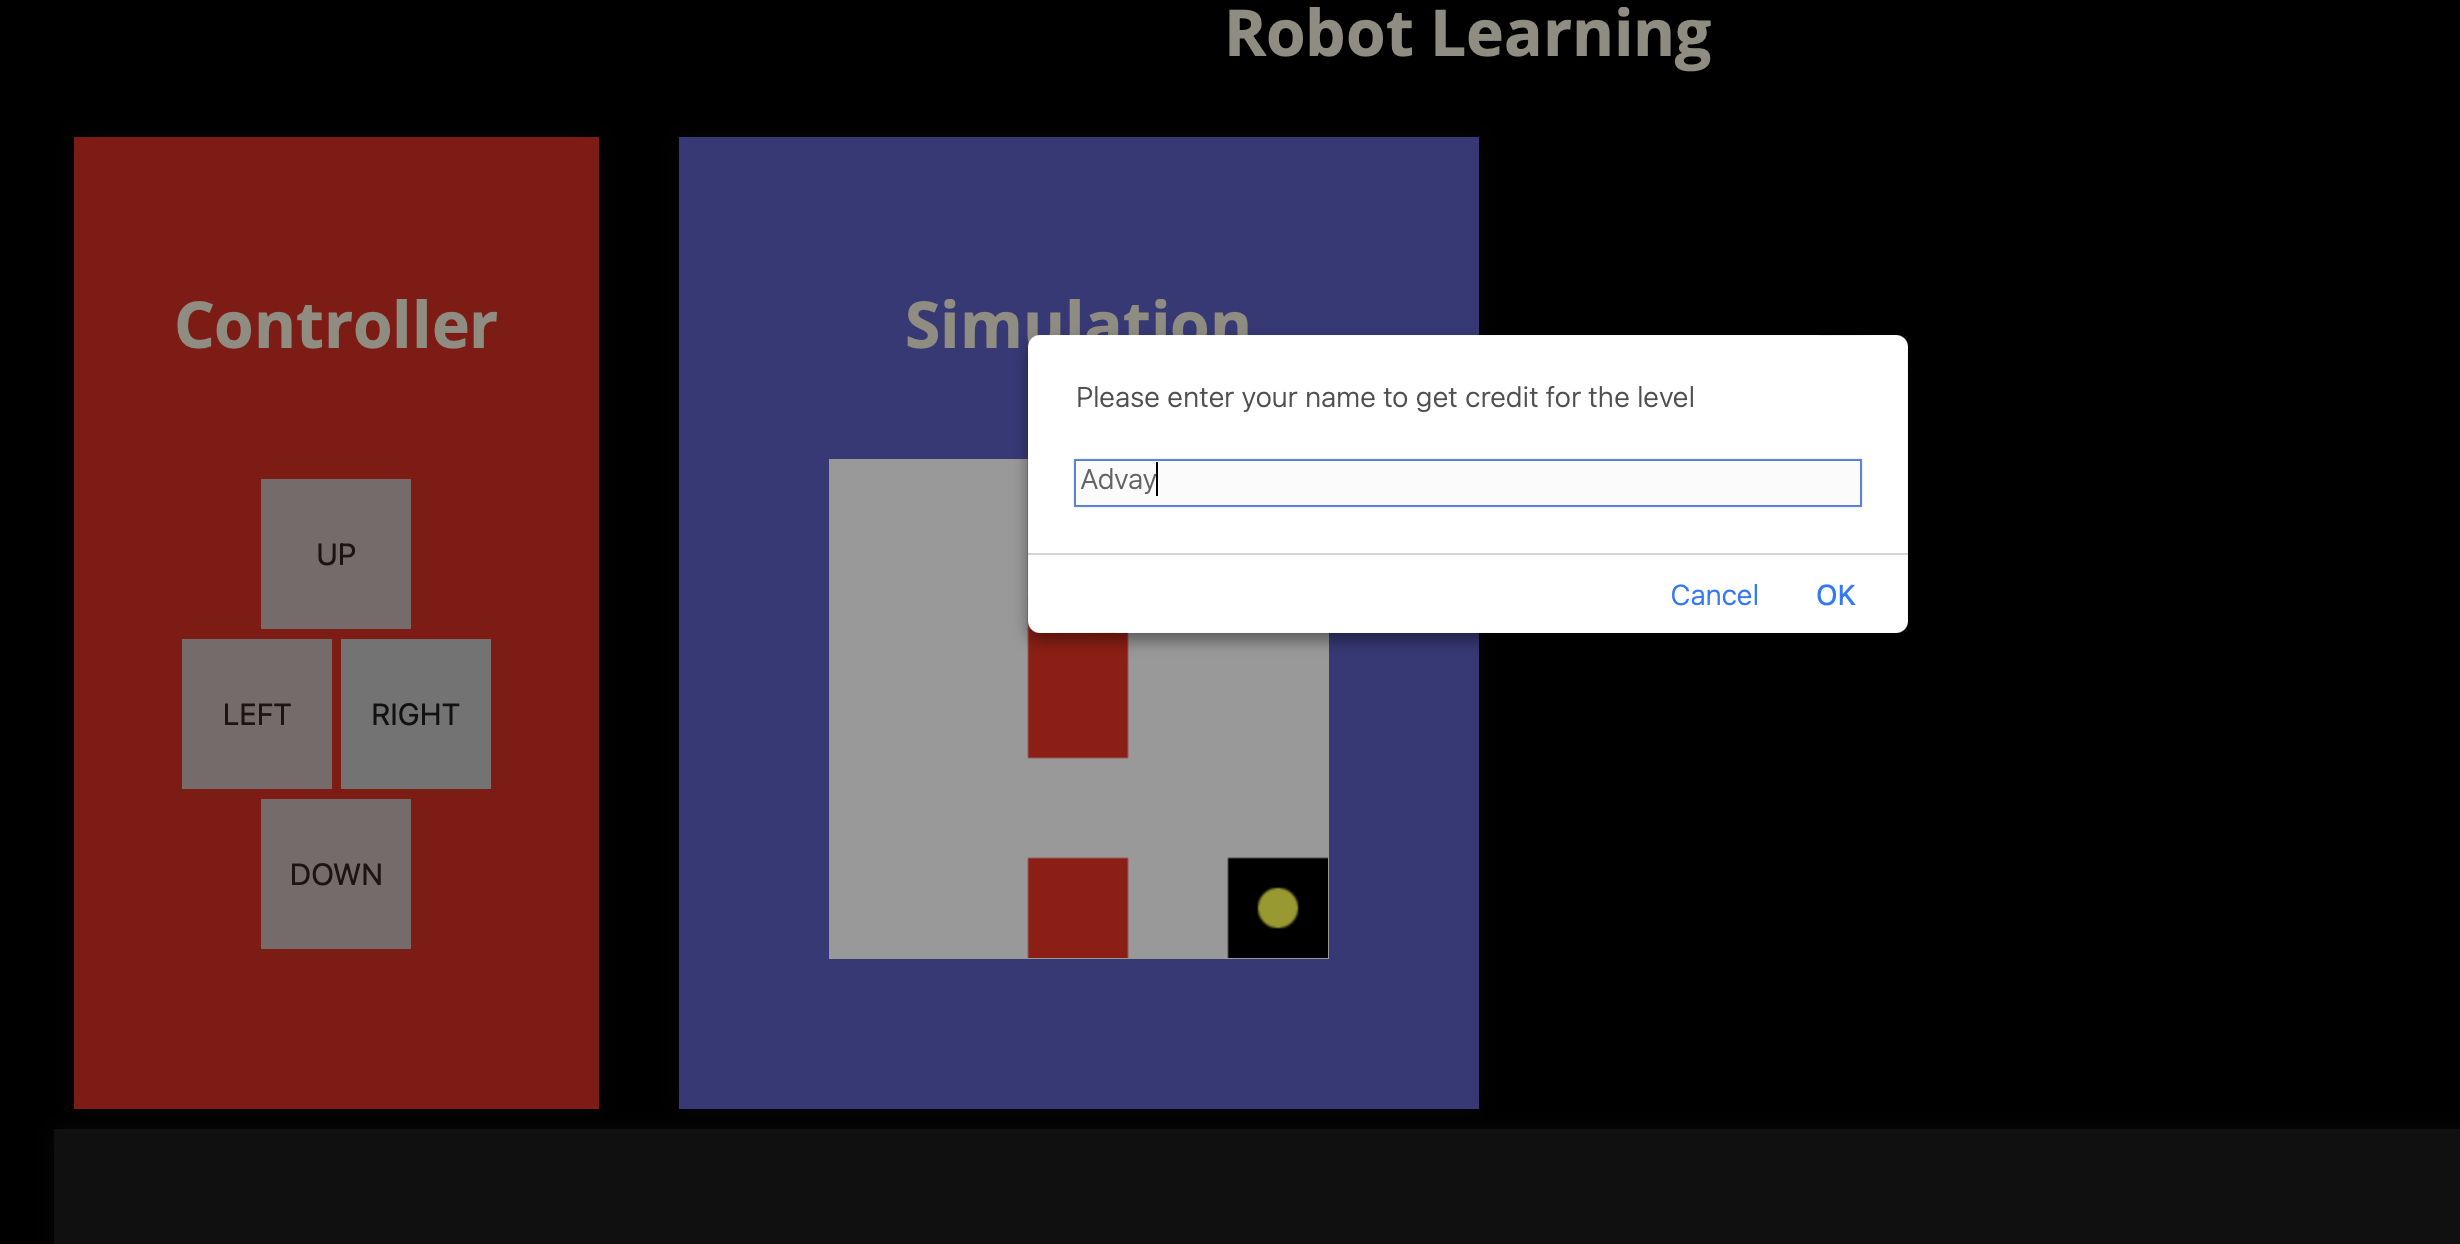 Robot Learning
Controller
Simulation
Please enter your name to get credit for the level
Advay
Cancel
OK
UP
LEFT
RIGHT
DOWN